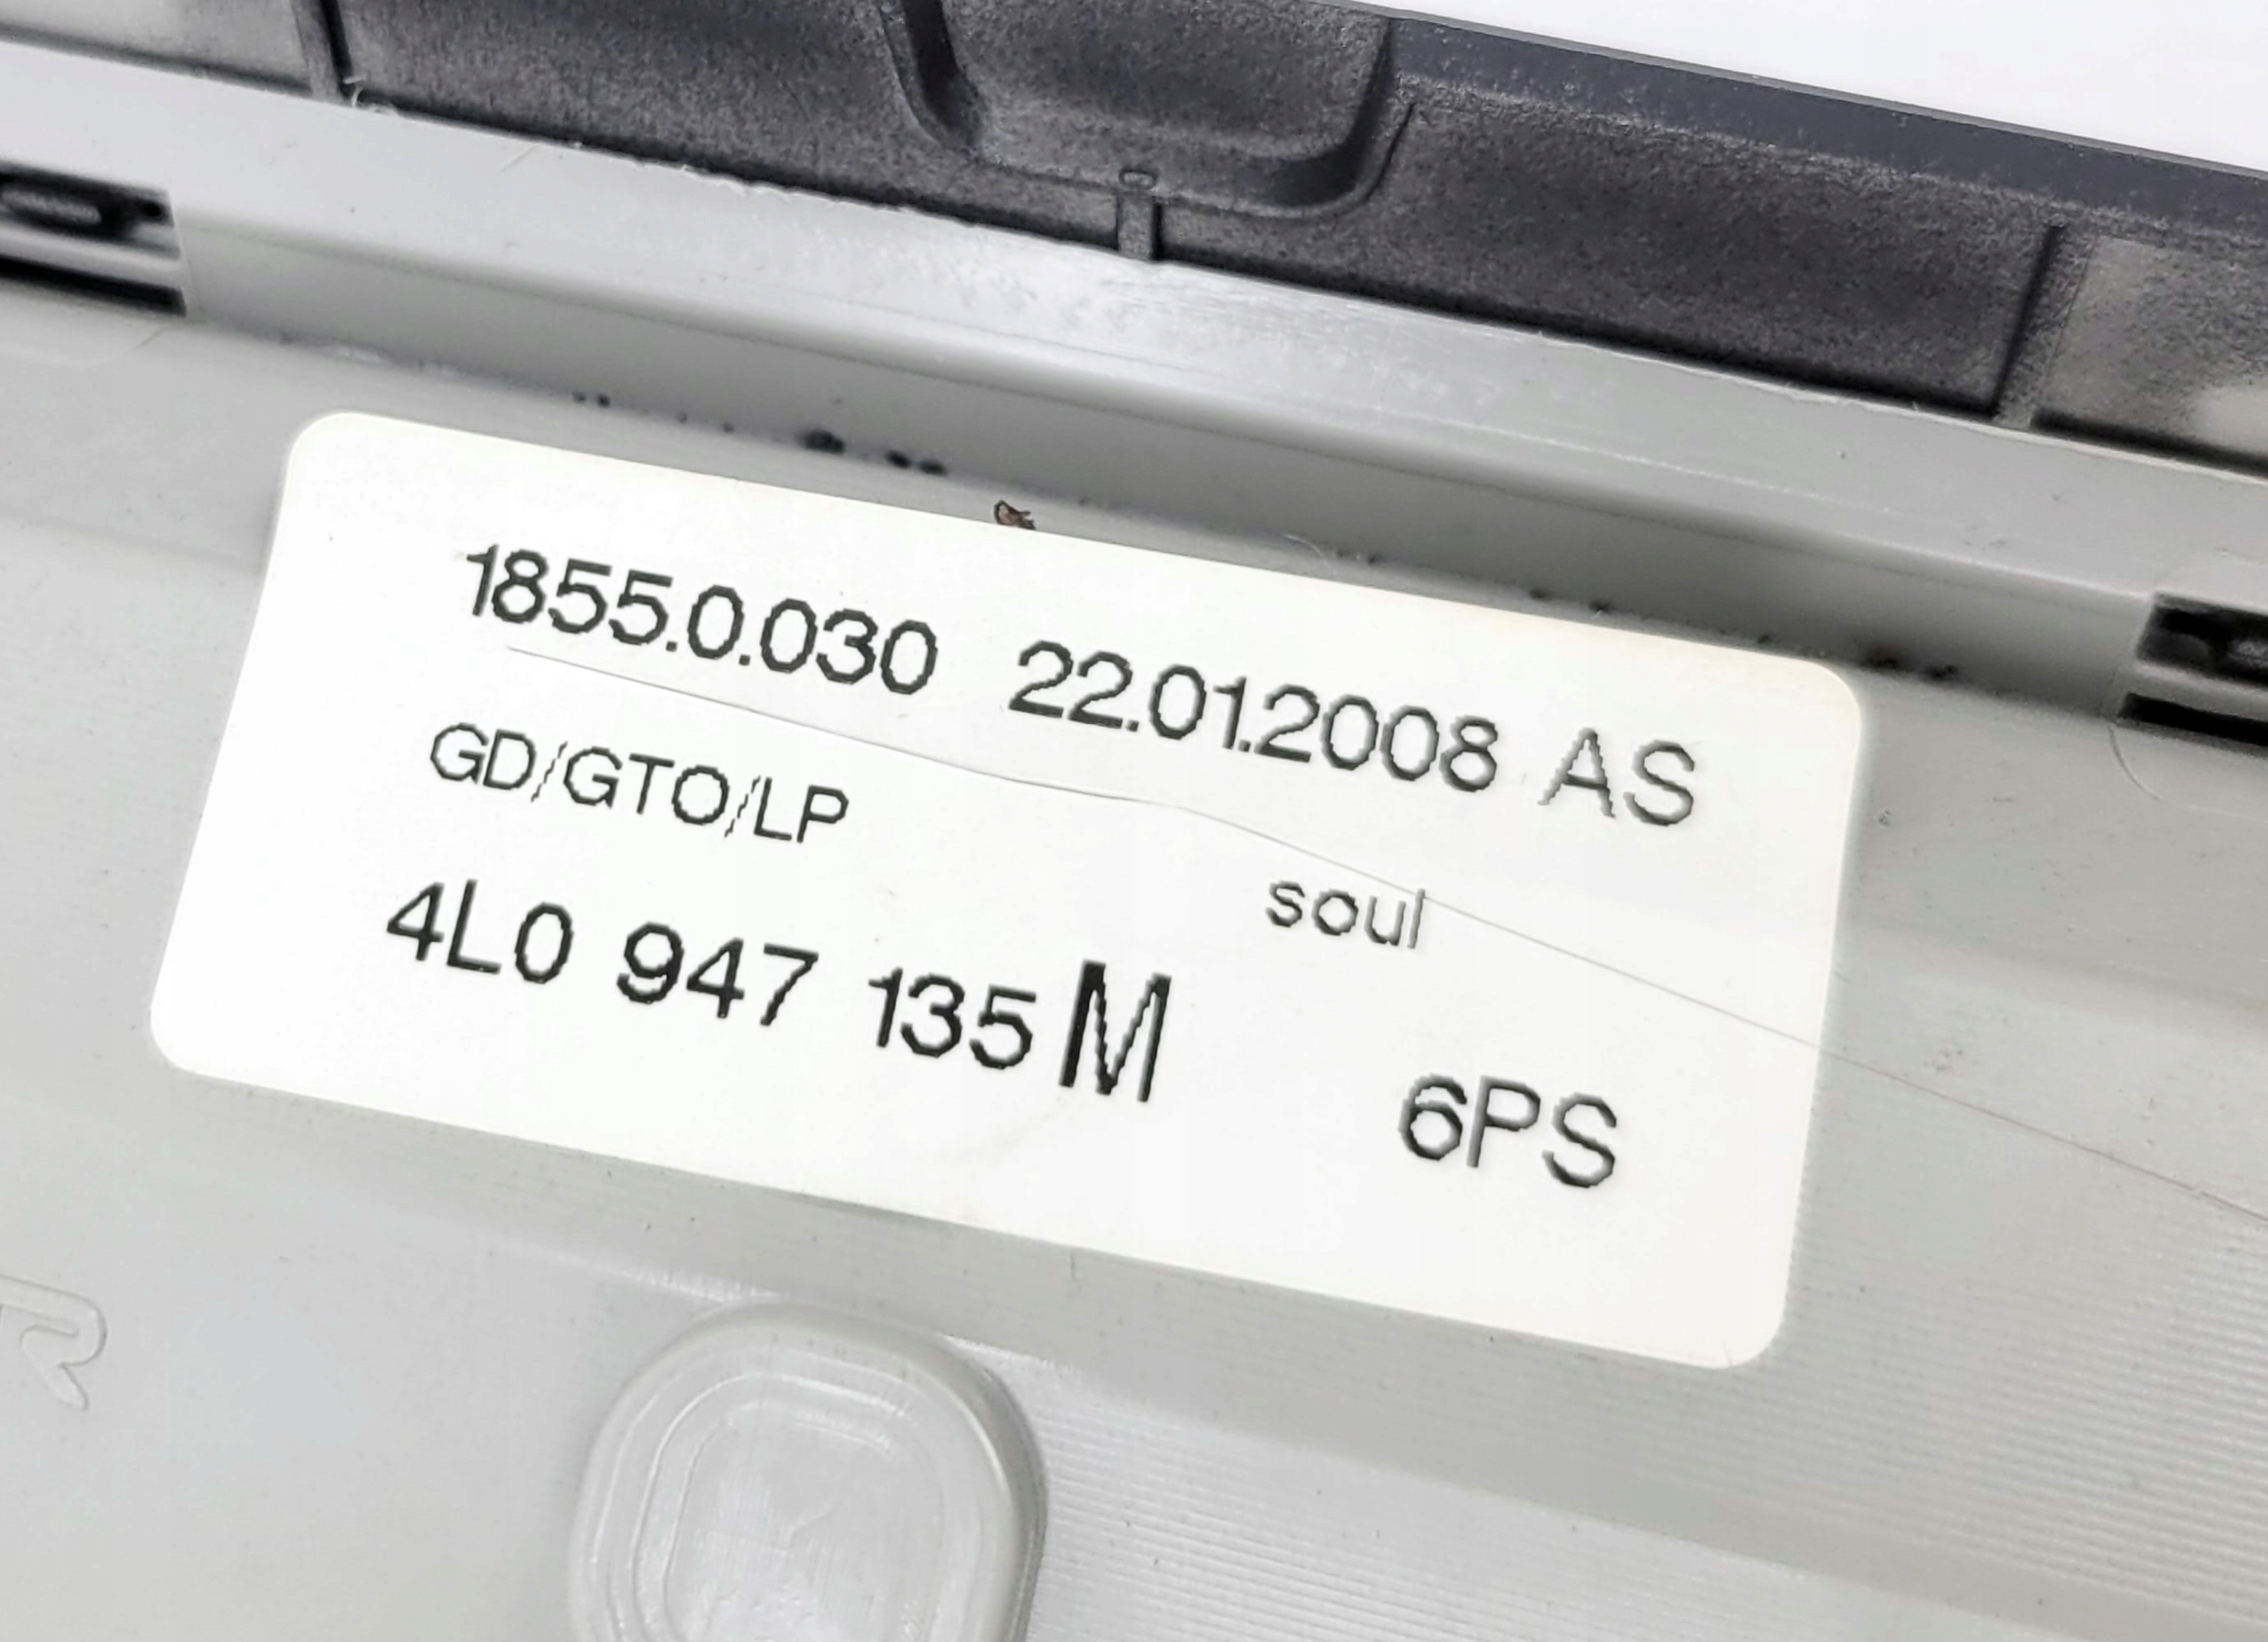 1855.0.030 22.01.2008 AS
GD/GTO/LP
soul
4L0 947 135 M 6PS
R